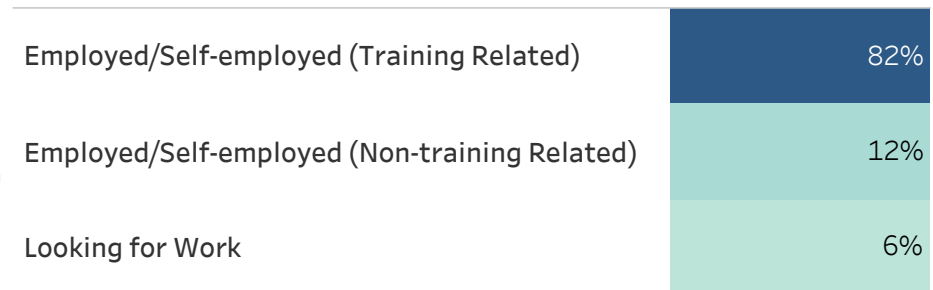 Employed/Self-employed (Training Related) 82%
Employed/Self-employed (Non-training Related) 12%
Looking for Work 6%